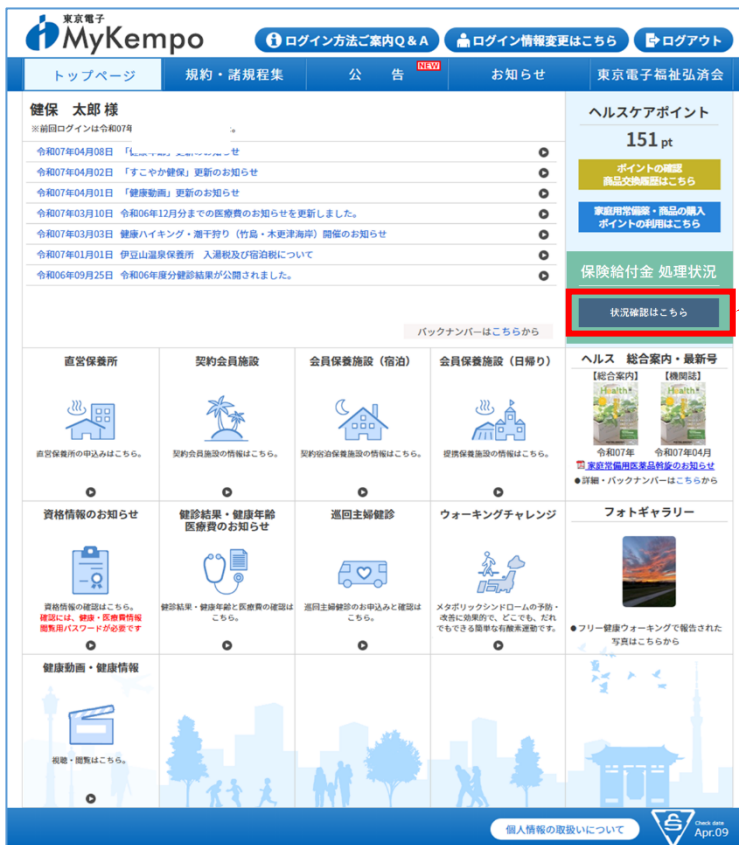 東京電子
MyKempo
ログイン方法ご案内Q&A
ログイン情報変更はこちら
ログアウト
トップページ
規約・諸規程集
公 告
NEW
お知らせ
東京電子福祉弘済会
健保 太郎 様
※前回ログインは令和07年
令和07年04月08日 「健康年齢」更新のお知らせ
令和07年04月02日 「すこやか健保」更新のお知らせ
令和07年04月01日 「健康動画」更新のお知らせ
令和07年03月10日 令和06年12月分までの医療費のお知らせを更新しました。
令和07年03月03日 健康ハイキング・潮干狩り（竹島・木更津海岸）開催のお知らせ
令和07年01月01日 伊豆山温泉保養所 入湯税及び宿泊税について
令和06年09月25日 令和06年度分健診結果が公開されました。
バックナンバーはこちらから
ヘルスケアポイント
151 pt
ポイントの確認
商品交換履歴はこちら
家庭用常備薬・商品の購入
ポイントの利用はこちら
保険給付金 処理状況
状況確認はこちら
直営保養所
直営保養所の申込みはこちら。
契約会員施設
契約会員施設の情報はこちら。
会員保養施設（宿泊）
契約宿泊保養施設の情報はこちら。
会員保養施設（日帰り）
提携保養施設の情報はこちら。
ヘルス 総合案内・最新号
【総合案内】
【機関誌】
Health
Health
令和07年
令和07年04月
家庭常備用医薬品斡旋のお知らせ
●詳細・バックナンバーはこちらから
資格情報のお知らせ
資格情報の確認はこちら。
確認には、健康・医療費情報
閲覧用パスワードが必要です
健診結果・健康年齢
医療費のお知らせ
健診結果・健康年齢と医療費の確認は
こちら。
巡回主婦健診
巡回主婦健診のお申込みと確認は
こちら。
ウォーキングチャレンジ
メタボリックシンドロームの予防・
改善に効果的で、どこでも、だれ
でもできる簡単な有酸素運動です。
フォトギャラリー
●フリー健康ウォーキングで報告された
写真はこちらから
健康動画・健康情報
視聴・閲覧はこちら。
個人情報の取扱いについて
Check date
Apr.09